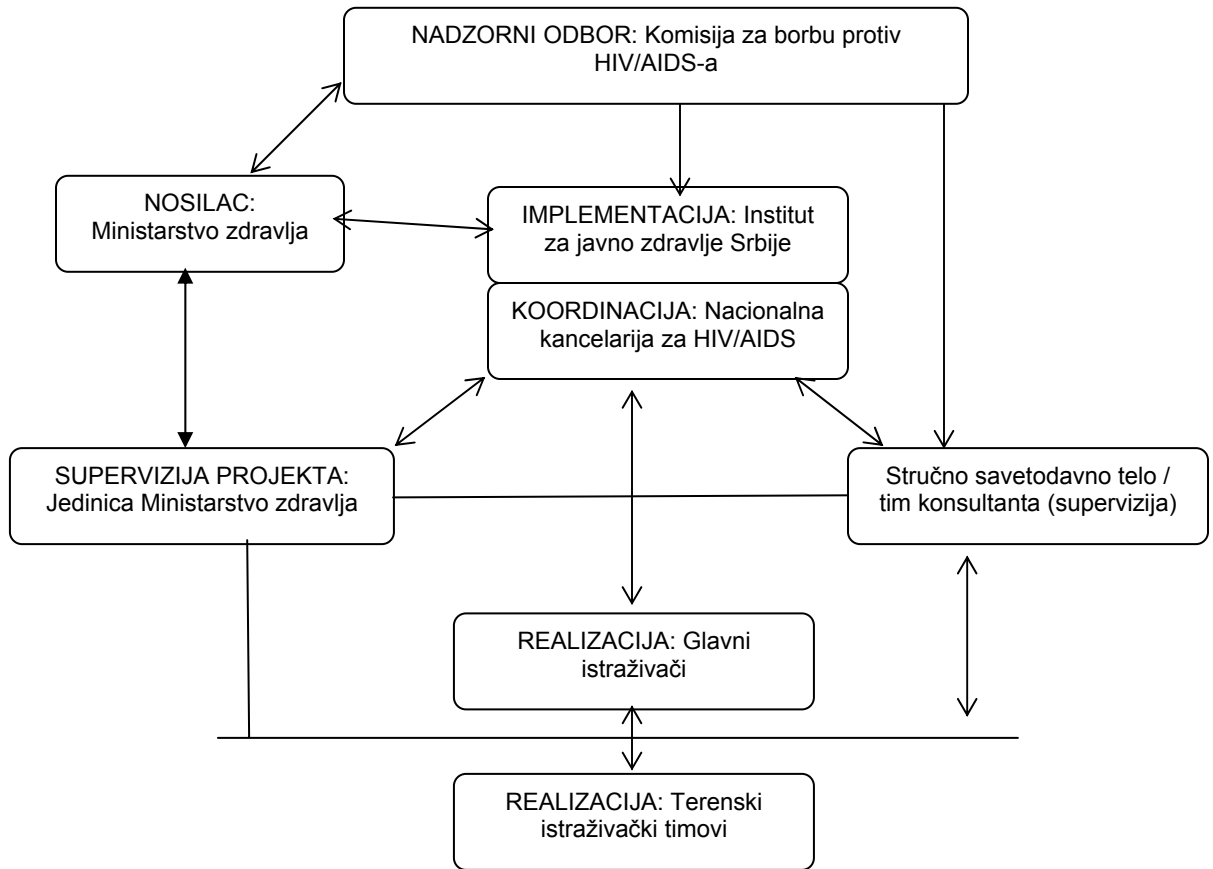 NADZORNI ODBOR: Komisija za borbu protiv
HIV/AIDS-a
NOSILAC:
Ministarstvo zdravlja
IMPLEMENTACIJA: Institut
za javno zdravlje Srbije
KOORDINACIJA: Nacionalna
kancelarija za HIV/AIDS
SUPERVIZIJA PROJEKTA:
Jedinica Ministarstvo zdravlja
Stručno savetodavno telo /
tim konsultanta (supervizija)
REALIZACIJA: Glavni
istraživači
REALIZACIJA: Terenski
istraživački timovi